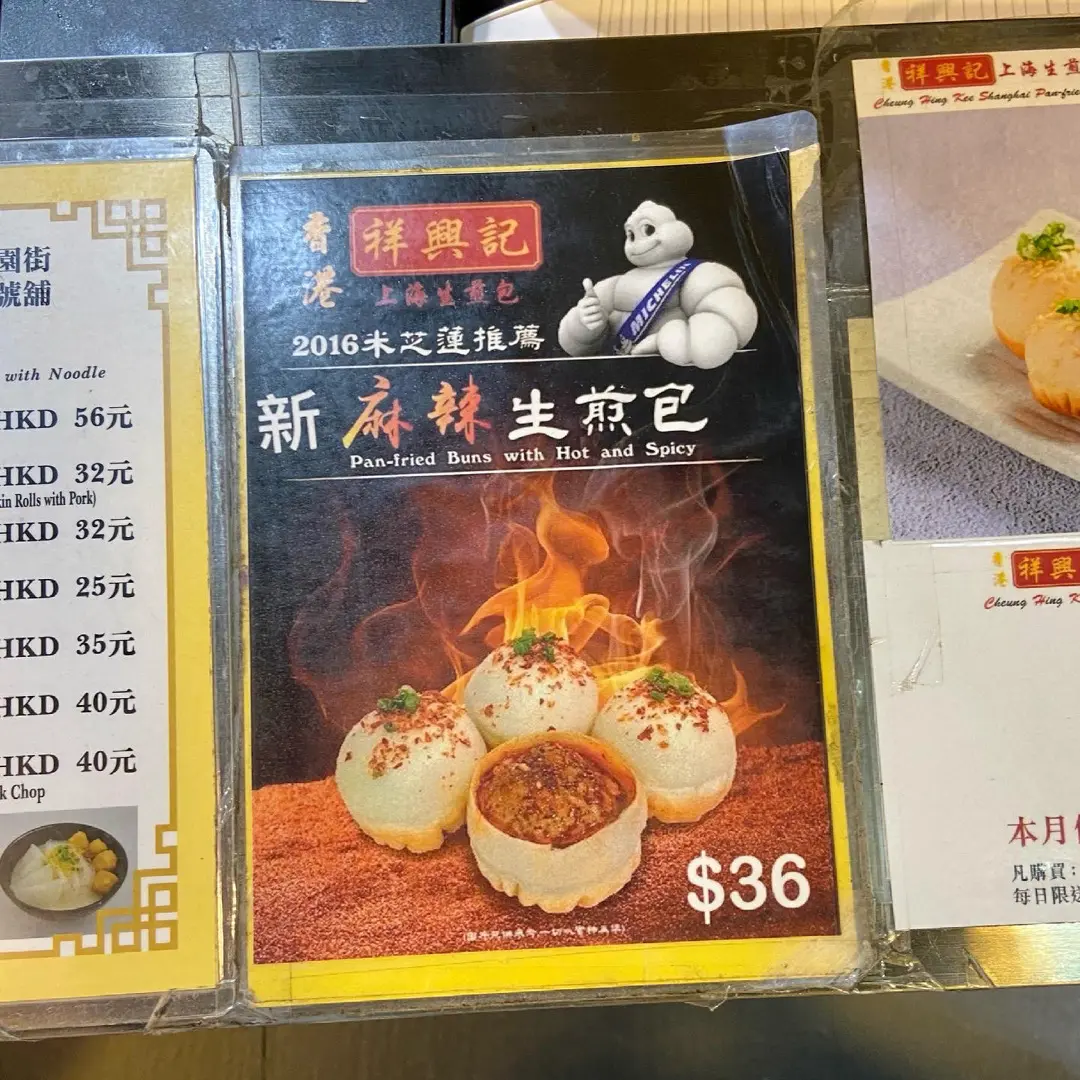 園街
號舖
with Noodle
HKD 56元
HKD 32元
Rolls with Pork)
HKD 32元
HKD 25元
HKD 35元
HKD 40元
HKD 40元
Chop
香港
祥興記
上海生煎包
MICHELIN
2016米芝蓮推薦
新麻辣生煎包
Pan-fried Buns with Hot and Spicy
$36
香港
祥興記
上海生煎
Cheung Hing Kee Shanghai Pan-frie
香港
祥興
Cheung Hing K
本月
凡購買：
每日限送